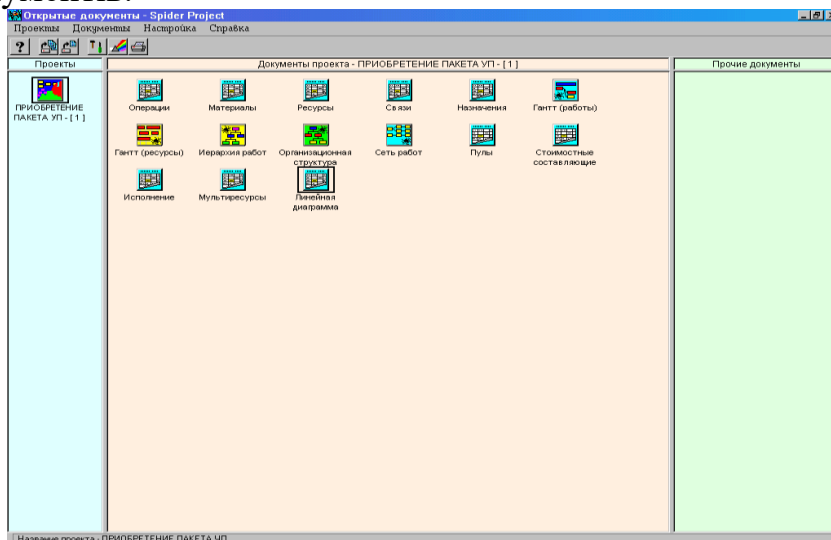 Открытые документы - Spider Project
Проекты Документы Настройка Справка
Проекты
Документы проекта - ПРИОБРЕТЕНИЕ ПАКЕТА УП - [ 1 ]
Прочие документы
ПРИОБРЕТЕНИЕ
ПАКЕТА УП - [ 1 ]
Операции Материалы Ресурсы Связи Назначения Гантт (работы)
Гантт (ресурсы) Иерархия работ Организационная структура Сеть работ Пулы Стоимостные составляющие
Исполнение Мультиресурсы Линейная диаграмма
Название проекта - ПРИОБРЕТЕНИЕ ПАКЕТА УП